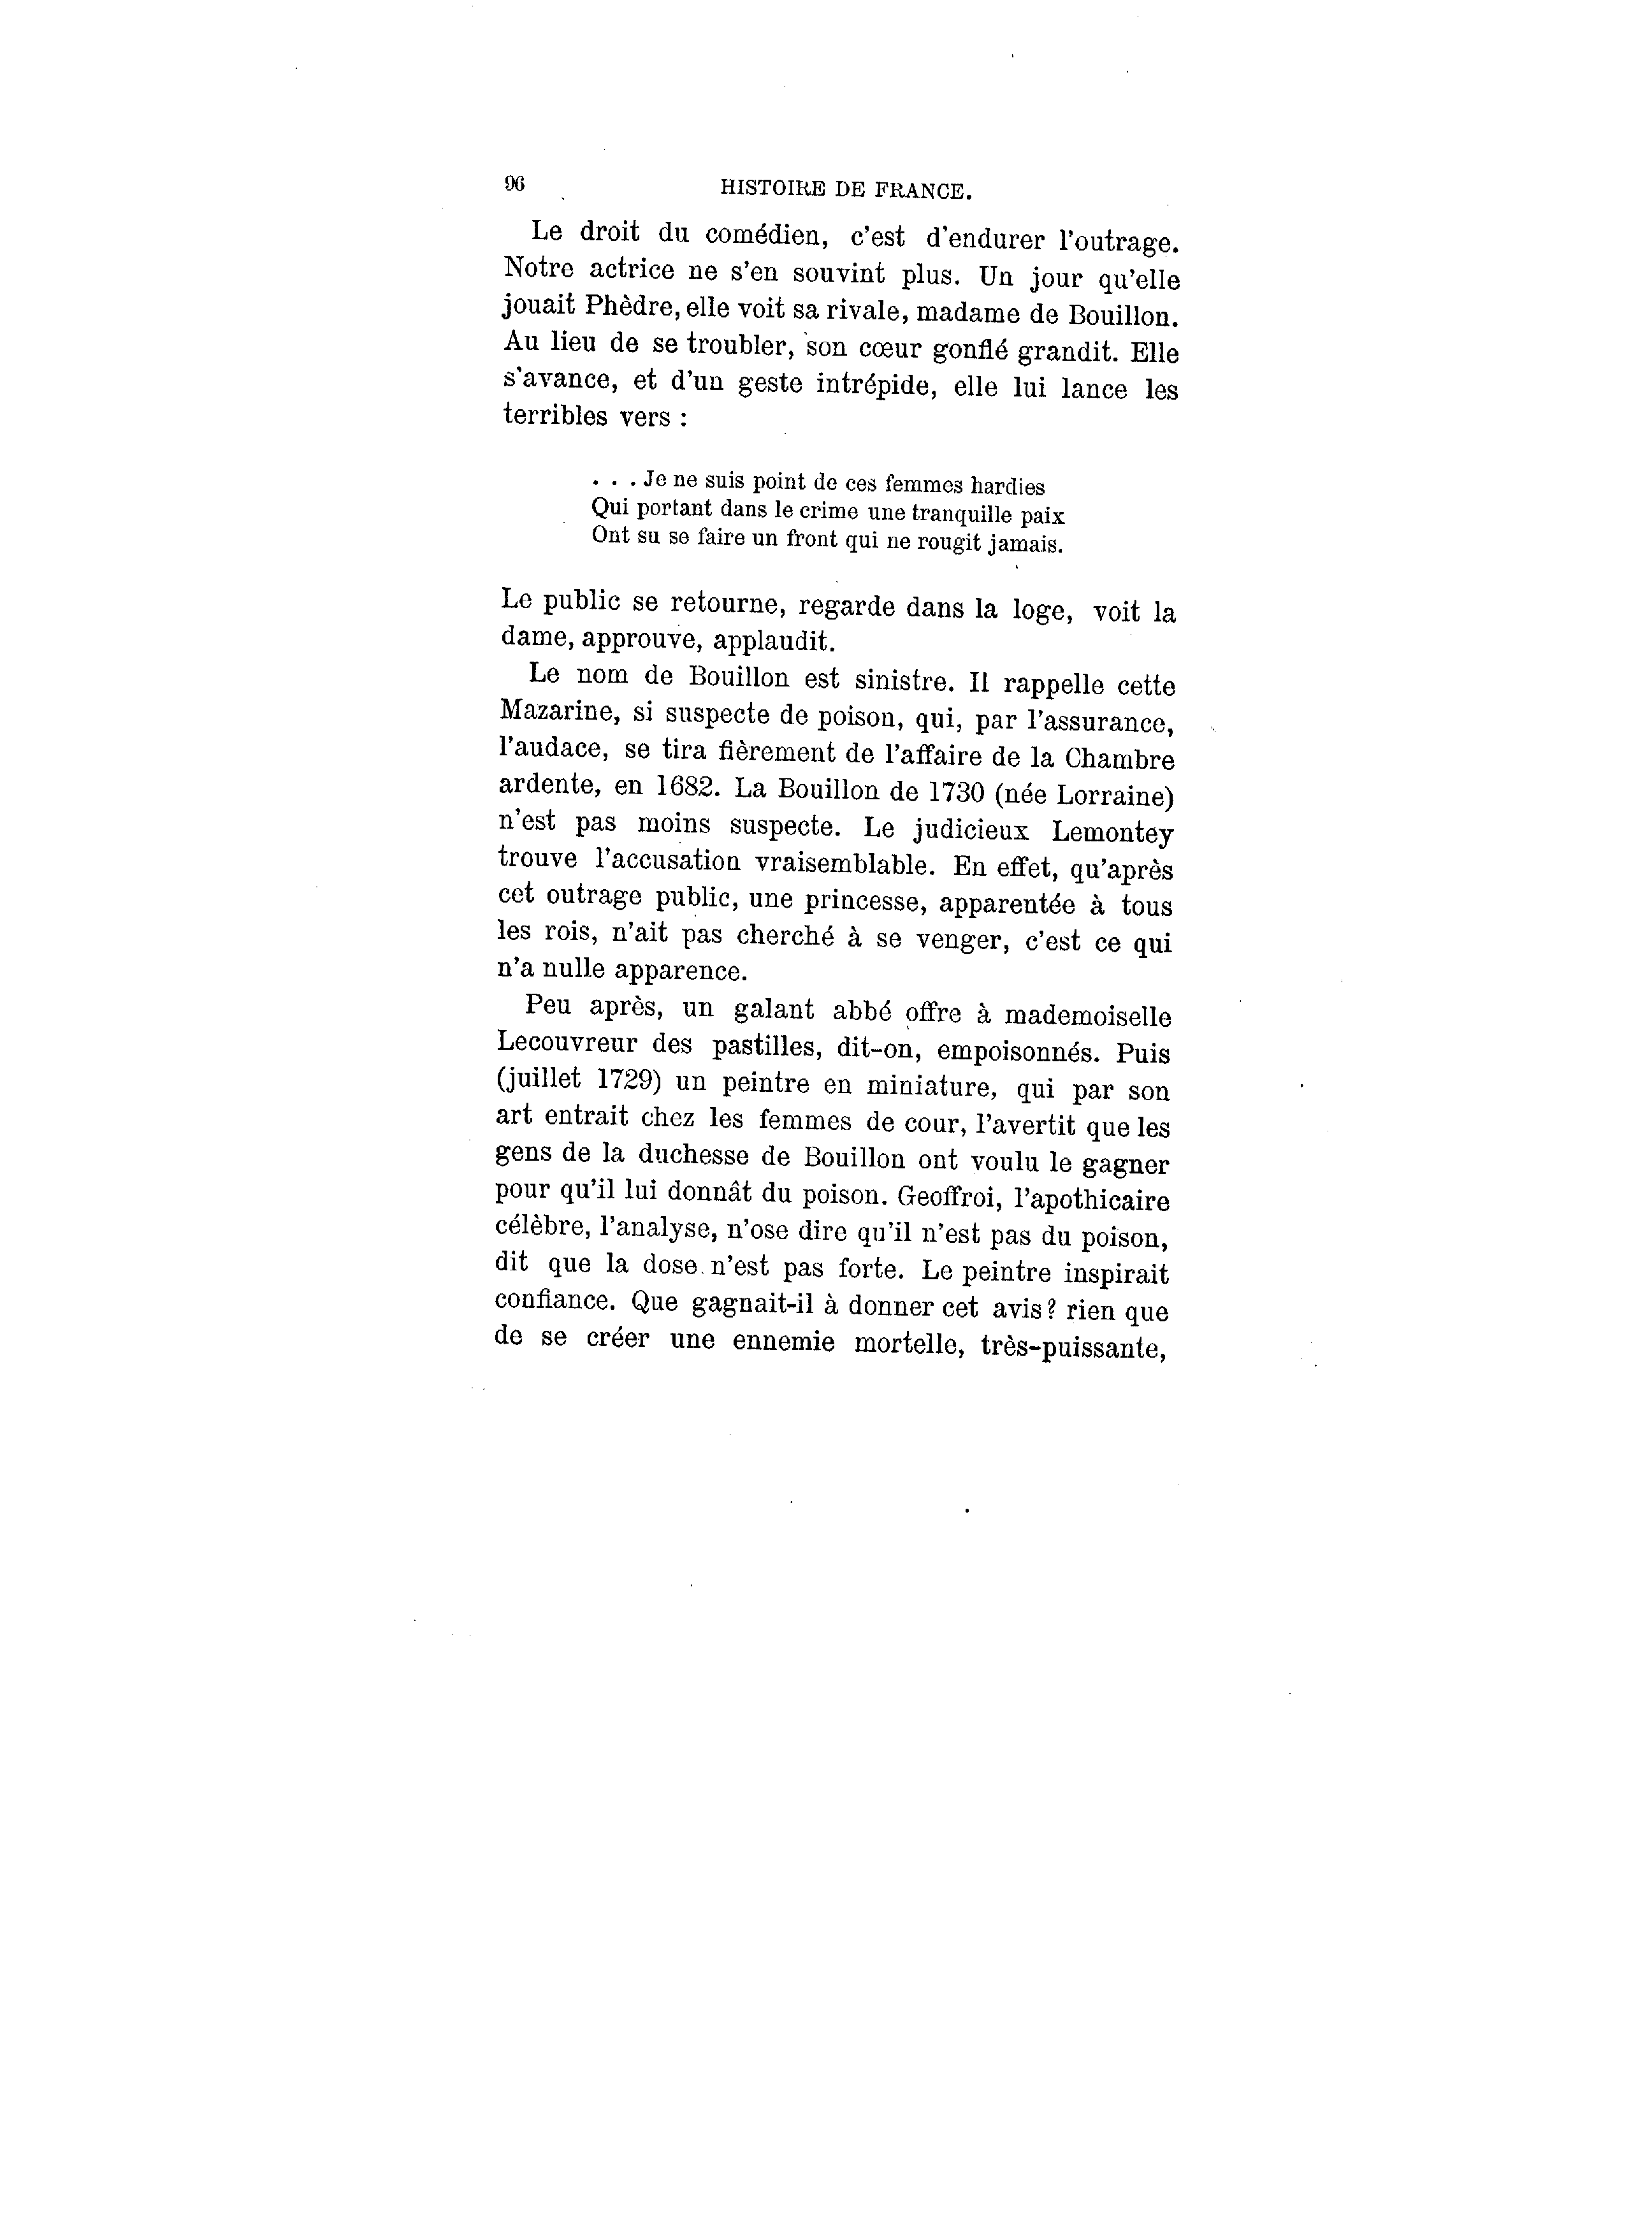 96
HISTOIRE DE FRANCE.
Le droit du comédien, c'est d'endurer l'outrage.
Notre actrice ne s'en souvint plus. Un jour qu'elle
jouait Phèdre, elle voit sa rivale, madame de Bouillon.
Au lieu de se troubler, son cœur gonflé grandit. Elle
s'avance, et d'un geste intrépide, elle lui lance les
terribles vers :
. . . Je ne suis point de ces femmes hardies
Qui portant dans le crime une tranquille paix
Ont su se faire un front qui ne rougit jamais.
Le public se retourne, regarde dans la loge, voit la
dame, approuve, applaudit.
Le nom de Bouillon est sinistre. Il rappelle cette
Mazarine, si suspecte de poison, qui, par l'assurance,
l'audace, se tira fièrement de l'affaire de la Chambre
ardente, en 1682. La Bouillon de 1730 (née Lorraine)
n'est pas moins suspecte. Le judicieux Lemontey
trouve l'accusation vraisemblable. En effet, qu'après
cet outrage public, une princesse, apparentée à tous
les rois, n'ait pas cherché à se venger, c'est ce qui
n'a nulle apparence.
Peu après, un galant abbé offre à mademoiselle
Lecouvreur des pastilles, dit-on, empoisonnés. Puis
(juillet 1729) un peintre en miniature, qui par son
art entrait chez les femmes de cour, l'avertit que les
gens de la duchesse de Bouillon ont voulu le gagner
pour qu'il lui donnât du poison. Geoffroi, l'apothicaire
célèbre, l'analyse, n'ose dire qu'il n'est pas du poison,
dit que la dose n'est pas forte. Le peintre inspirait
confiance. Que gagnait-il à donner cet avis ? rien que
de se créer une ennemie mortelle, très-puissante,